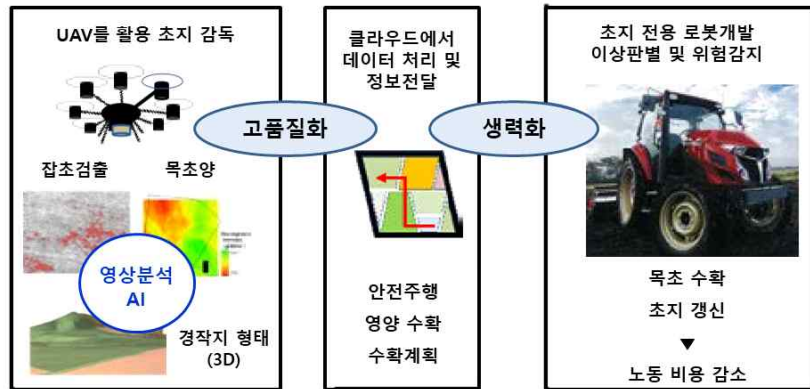 UAV를 활용 초지 감독
잡초검출
목초양
영상분석
AI
경작지 형태
(3D)
고품질화
클라우드에서
데이터 처리 및
정보전달
안전주행
영양 수확
수확계획
생력화
초지 전용 로봇개발
이상판별 및 위험감지
목초 수확
초지 갱신
▼
노동 비용 감소